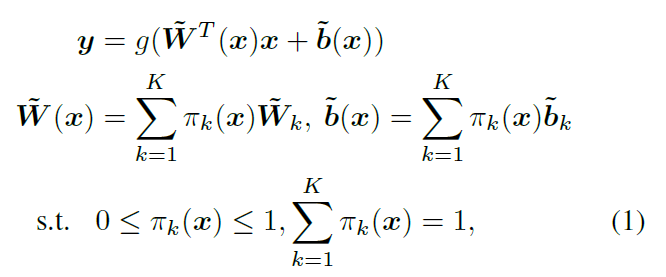 y = g(W̃ᵀ(x)x + b̃(x))
W̃(x) = ∑_{k=1}^{K} π_k(x)W̃_k, b̃(x) = ∑_{k=1}^{K} π_k(x)b̃_k
s.t. 0 ≤ π_k(x) ≤ 1, ∑_{k=1}^{K} π_k(x) = 1, (1)